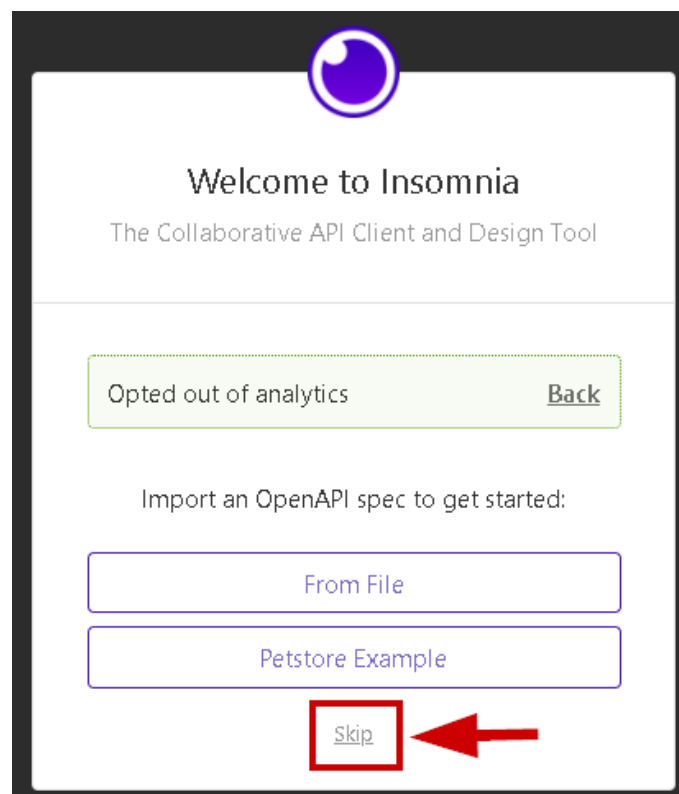 Welcome to Insomnia
The Collaborative API Client and Design Tool
Opted out of analytics Back
Import an OpenAPI spec to get started:
From File
Petstore Example
Skip